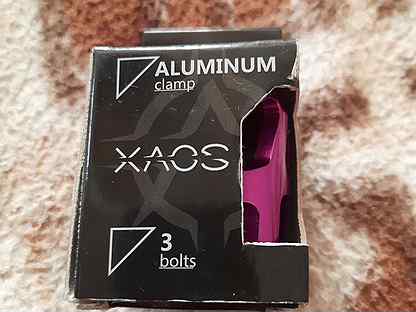 ALUMINUM
clamp
XAOS
3
bolts